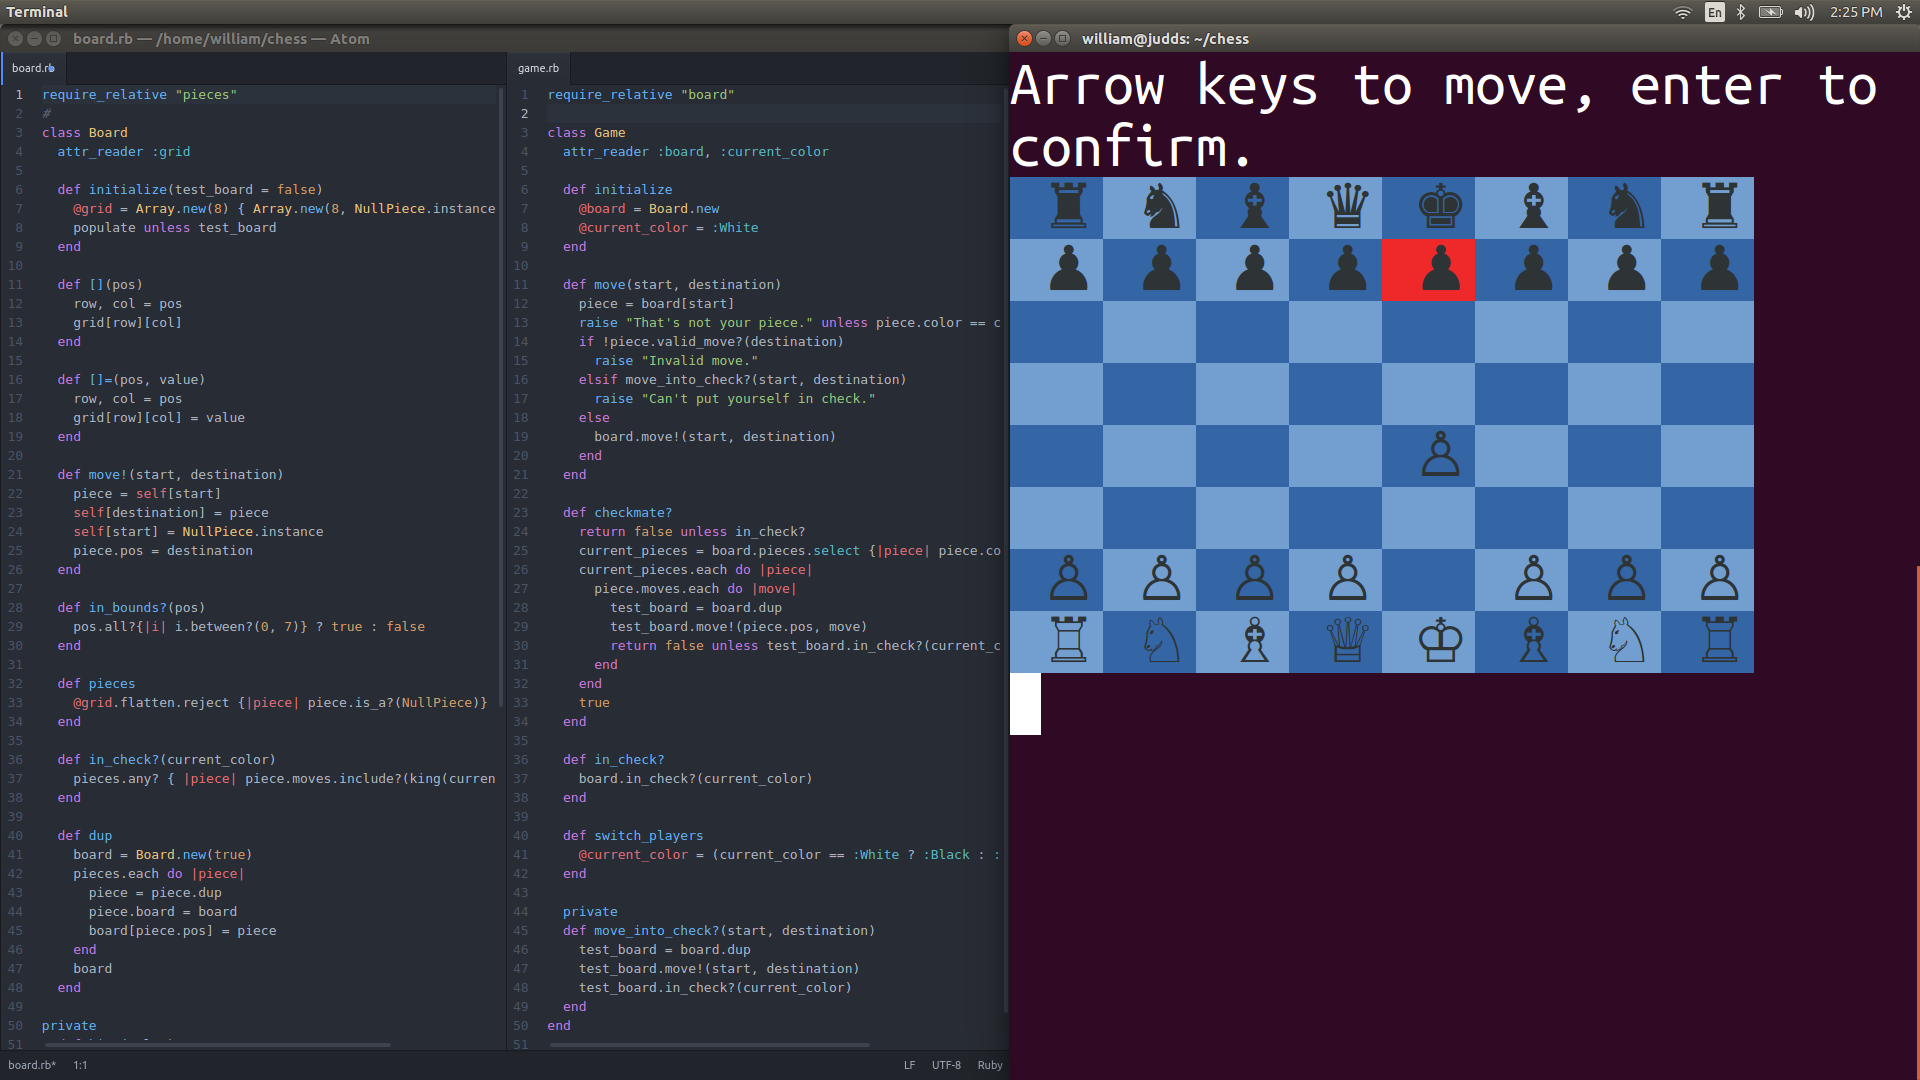 Terminal
En
2:25 PM
board.rb — /home/william/chess — Atom
board.rb
1 require_relative "pieces"
2 #
3 class Board
4 attr_reader :grid
5
6 def initialize(test_board = false)
7 @grid = Array.new(8) { Array.new(8, NullPiece.instance
8 populate unless test_board
9 end
10
11 def [](pos)
12 row, col = pos
13 grid[row][col]
14 end
15
16 def []=(pos, value)
17 row, col = pos
18 grid[row][col] = value
19 end
20
21 def move!(start, destination)
22 piece = self[start]
23 self[destination] = piece
24 self[start] = NullPiece.instance
25 piece.pos = destination
26 end
27
28 def in_bounds?(pos)
29 pos.all?{|i| i.between?(0, 7)} ? true : false
30 end
31
32 def pieces
33 @grid.flatten.reject {|piece| piece.is_a?(NullPiece)}
34 end
35
36 def in_check?(current_color)
37 pieces.any? { |piece| piece.moves.include?(king(curren
38 end
39
40 def dup
41 board = Board.new(true)
42 pieces.each do |piece|
43 piece = piece.dup
44 piece.board = board
45 board[piece.pos] = piece
46 end
47 board
48 end
49
50 private
51
game.rb
1 require_relative "board"
2
3 class Game
4 attr_reader :board, :current_color
5
6 def initialize
7 @board = Board.new
8 @current_color = :White
9 end
10
11 def move(start, destination)
12 piece = board[start]
13 raise "That's not your piece." unless piece.color == c
14 if !piece.valid_move?(destination)
15 raise "Invalid move."
16 elsif move_into_check?(start, destination)
17 raise "Can't put yourself in check."
18 else
19 board.move!(start, destination)
20 end
21 end
22
23 def checkmate?
24 return false unless in_check?
25 current_pieces = board.pieces.select {|piece| piece.co
26 current_pieces.each do |piece|
27 piece.moves.each do |move|
28 test_board = board.dup
29 test_board.move!(piece.pos, move)
30 return false unless test_board.in_check?(current_c
31 end
32 end
33 true
34 end
35
36 def in_check?
37 board.in_check?(current_color)
38 end
39
40 def switch_players
41 @current_color = (current_color == :White ? :Black : :
42 end
43
44 private
45 def move_into_check?(start, destination)
46 test_board = board.dup
47 test_board.move!(start, destination)
48 test_board.in_check?(current_color)
49 end
50 end
51
board.rb* 1:1 LF UTF-8 Ruby
william@judds: ~/chess
Arrow keys to move, enter to
confirm.
♜ ♞ ♝ ♛ ♚ ♝ ♞ ♜
♟ ♟ ♟ ♟ ♟ ♟ ♟ ♟
♙
♙ ♙ ♙ ♙ ♙ ♙ ♙
♖ ♘ ♗ ♕ ♔ ♗ ♘ ♖